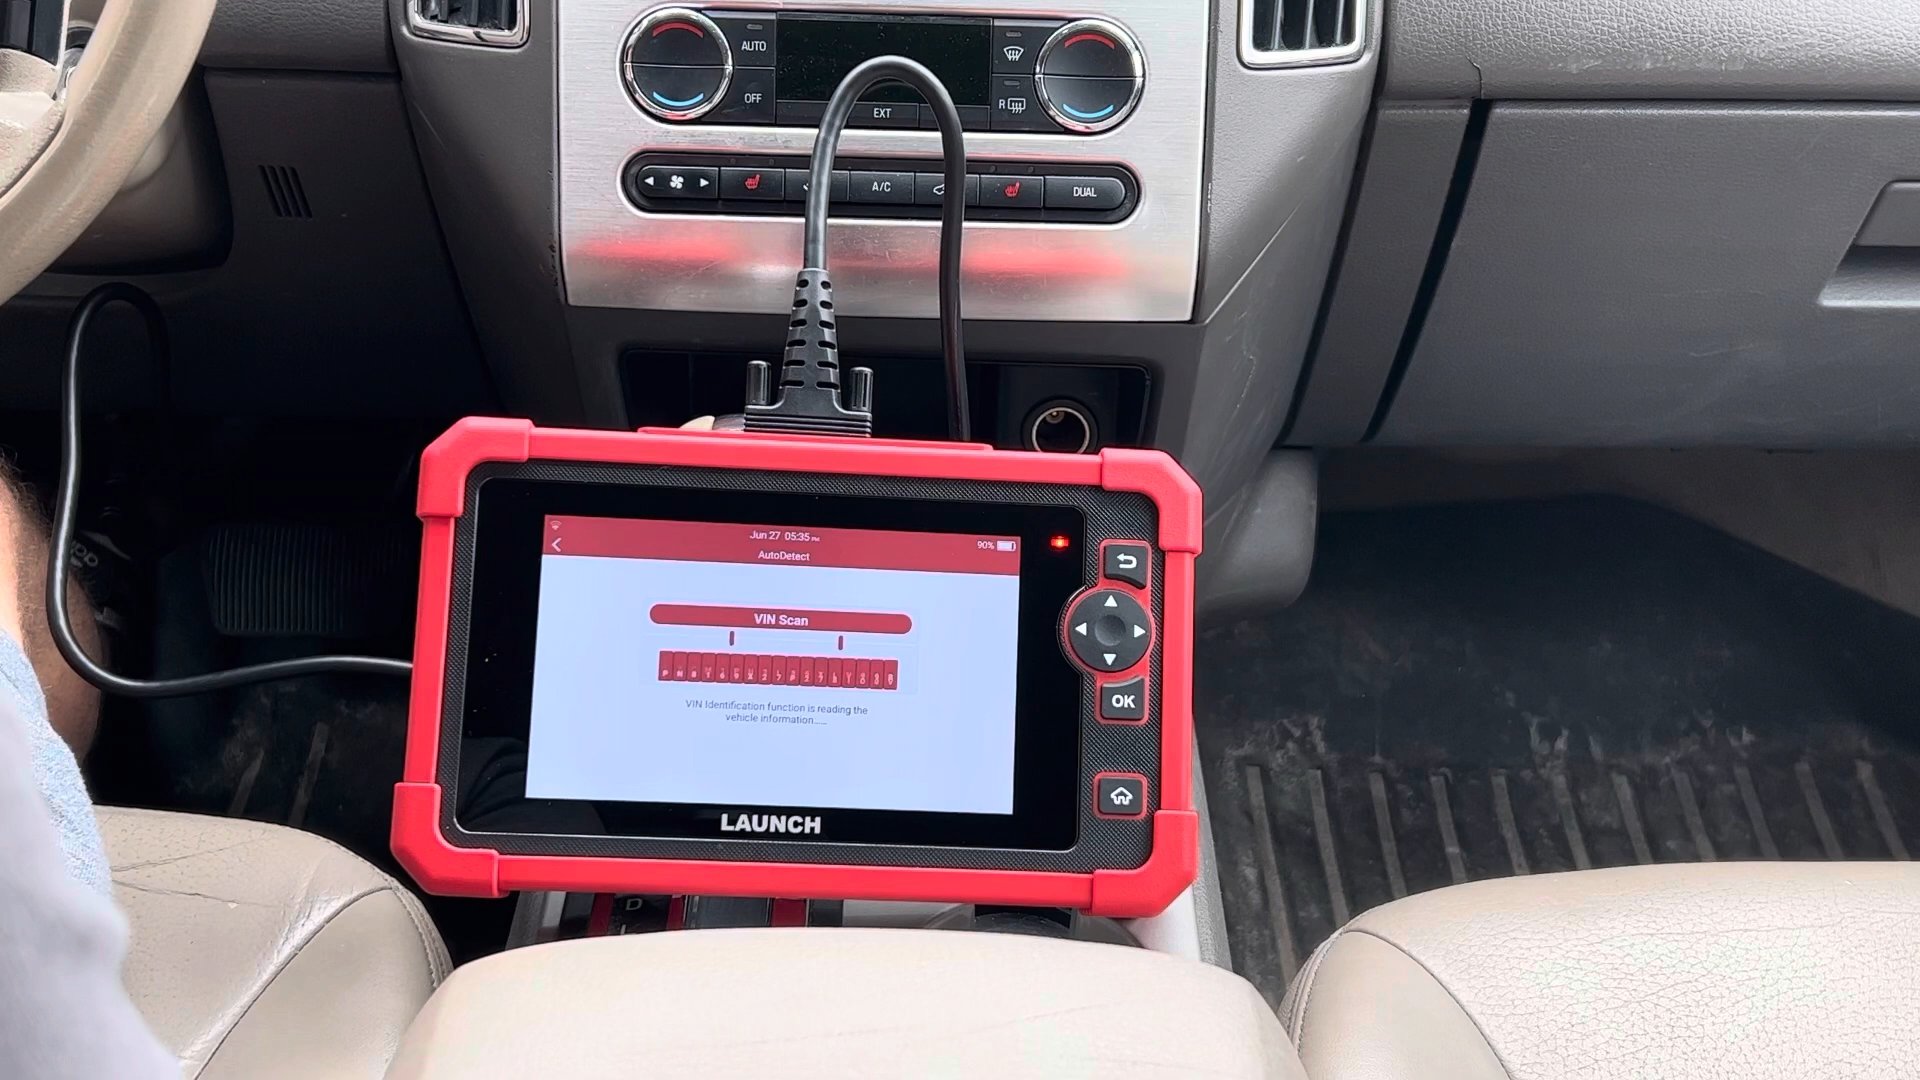 AUTO
OFF
EXT
R
A/C
DUAL
Jun 27 05:35 PM
90%
AutoDetect
VIN Scan
VIN Identification function is reading the
vehicle information......
OK
LAUNCH
D